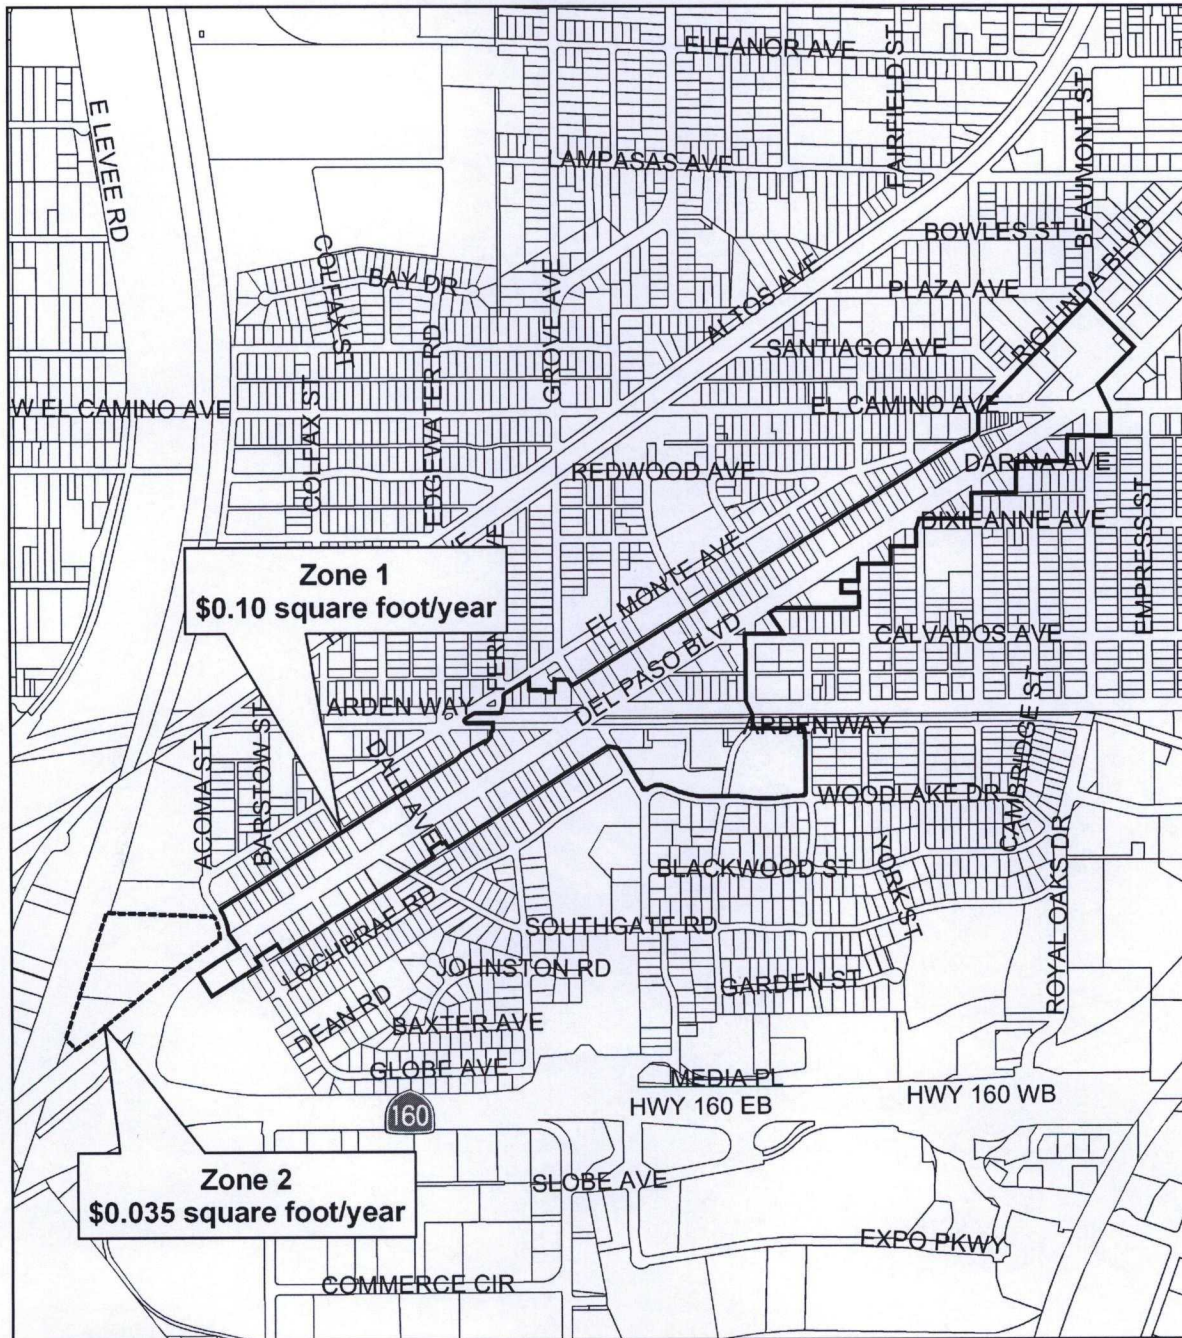 ELEANOR AVE
FAIRFIELD ST
BEAUMONT ST
E LEVEE RD
LAMPASAS AVE
BOWLES ST
COLFAX ST
BAY DR
ALTOS AVE
PLAZA AVE
RIO LINDA BLVD
GROVE AVE
EDGEWATER RD
SANTIAGO AVE
W EL CAMINO AVE
EL CAMINO AVE
COLFAX ST
REDWOOD AVE
DARINA AVE
DIXIEANNE AVE
EMPRESS ST
Zone 1
$0.10 square foot/year
EL MONTE AVE
CALVADOS AVE
DEL PASO BLVD
ARDEN WAY
ARDEN WAY
CAMBRIDGE ST
ACOMA ST
BARSTOW ST
DALE AVE
WOODLAKE DR
BLACKWOOD ST
YORK ST
ROYAL OAKS DR
LOCHBRAE RD
SOUTHGATE RD
JOHNSTON RD
GARDEN ST
DEAN RD
BAXTER AVE
GLOBE AVE
MEDIA PL
HWY 160 EB
HWY 160 WB
160
Zone 2
$0.035 square foot/year
SLOBE AVE
EXPO PKWY
COMMERCE CIR